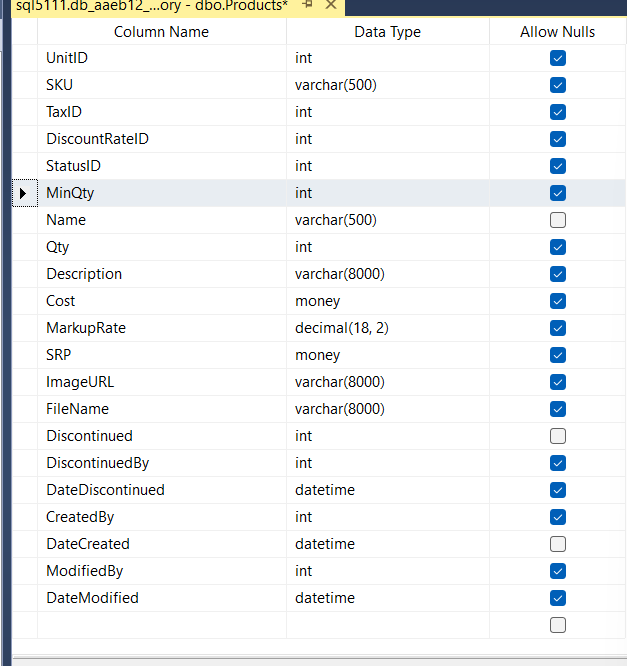 sql5111.db_aaeb12_...ory - dbo.Products*
Column Name Data Type Allow Nulls
UnitID int
SKU varchar(500)
TaxID int
DiscountRateID int
StatusID int
MinQty int
Name varchar(500)
Qty int
Description varchar(8000)
Cost money
MarkupRate decimal(18, 2)
SRP money
ImageURL varchar(8000)
FileName varchar(8000)
Discontinued int
DiscontinuedBy int
DateDiscontinued datetime
CreatedBy int
DateCreated datetime
ModifiedBy int
DateModified datetime